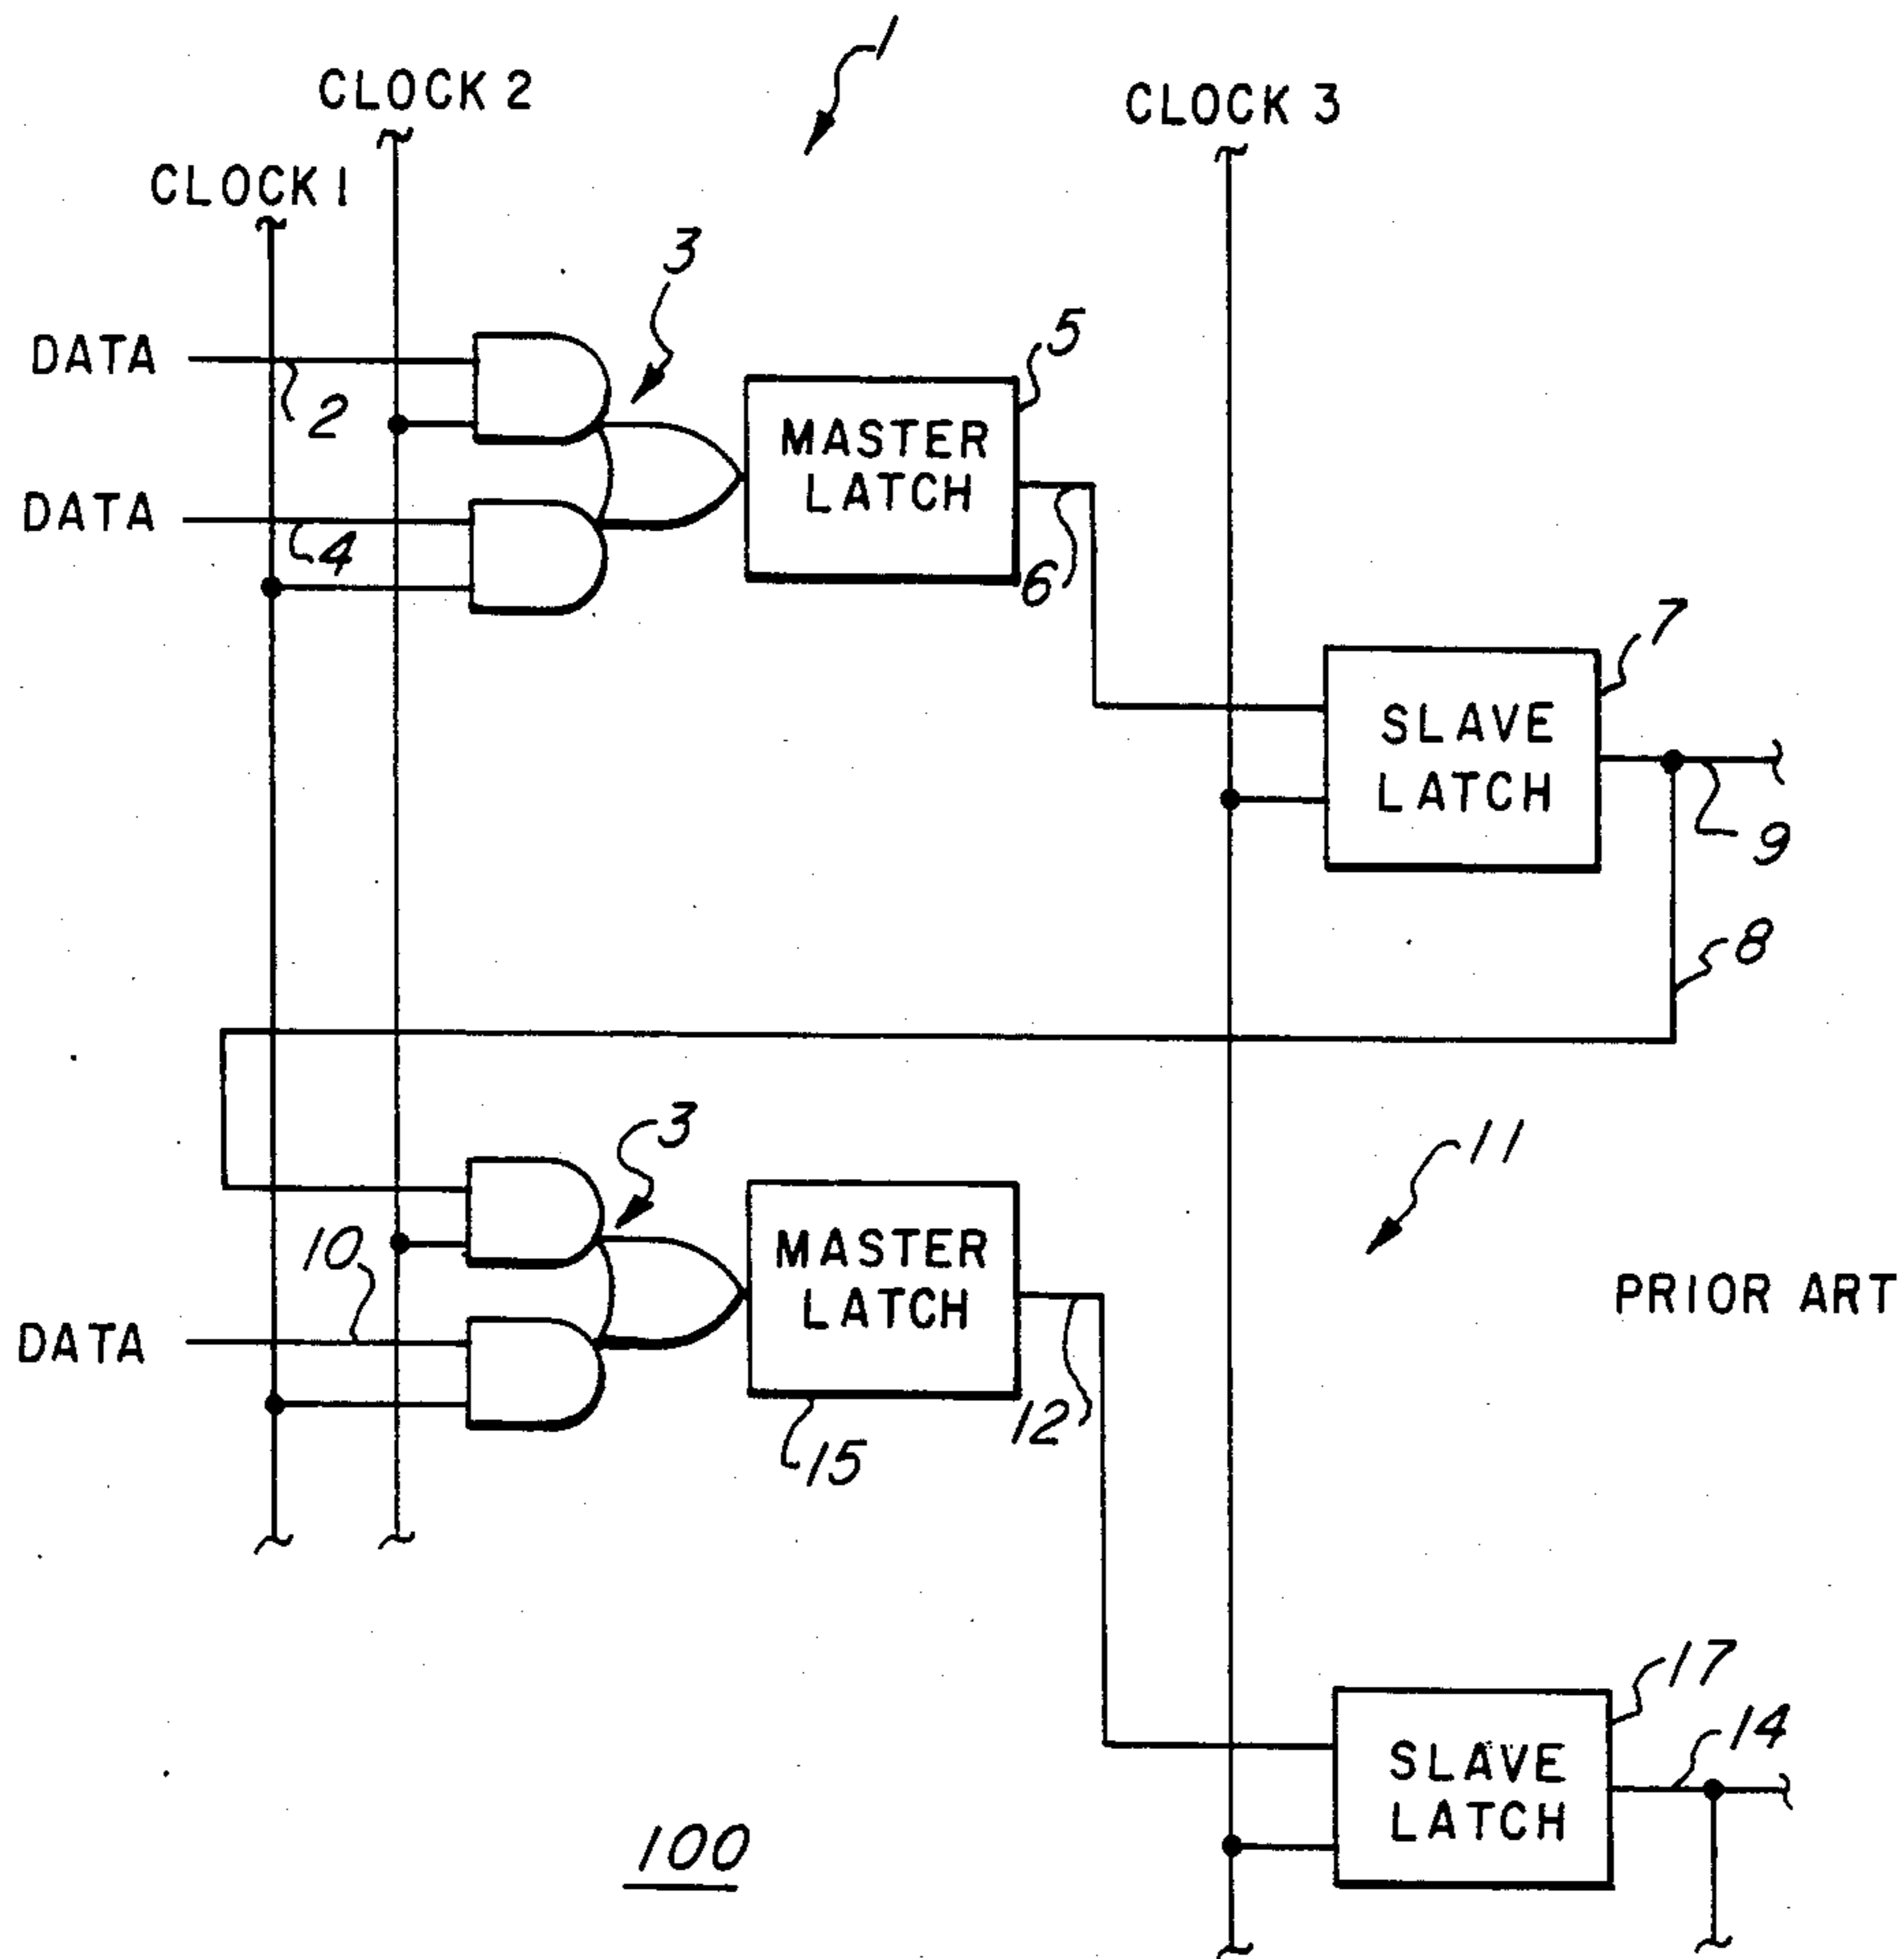 1
CLOCK 2
CLOCK 3
CLOCK 1
3
DATA
2
5
MASTER
LATCH
DATA
4
6
7
SLAVE
LATCH
9
8
3
11
10
MASTER
LATCH
PRIOR ART
DATA
12
15
17
14
SLAVE
LATCH
100